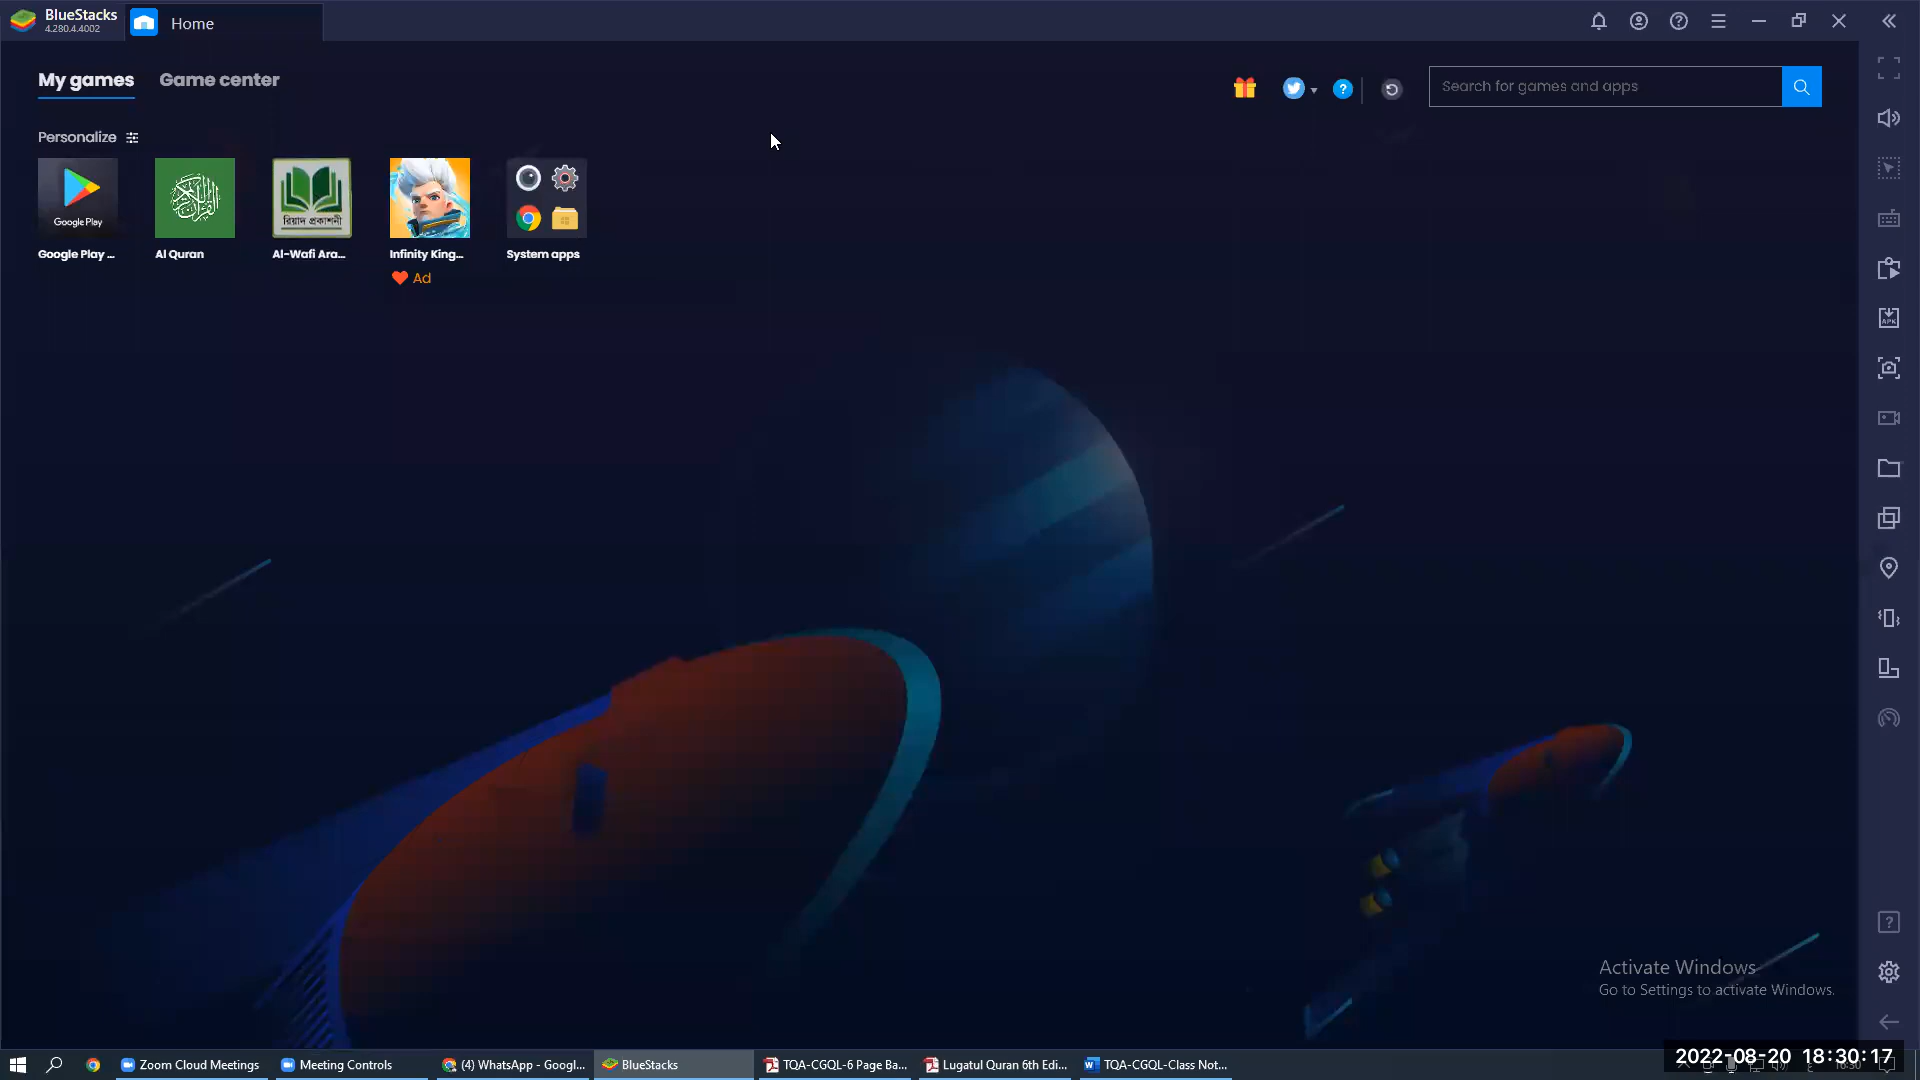 BlueStacks
4.280.4.4002
Home
My games
Game center
Search for games and apps
Personalize
Google Play
রিয়াদ প্রকাশনী
Google Play ...
Al Quran
Al-Wafi Ara...
Infinity King...
System apps
Ad
APK
Activate Windows
Go to Settings to activate Windows.
Zoom Cloud Meetings
Meeting Controls
(4) WhatsApp - Googl...
BlueStacks
TQA-CGQL-6 Page Ba...
Lugatul Quran 6th Edi...
TQA-CGQL-Class Not...
2022-08-20 18:30:17